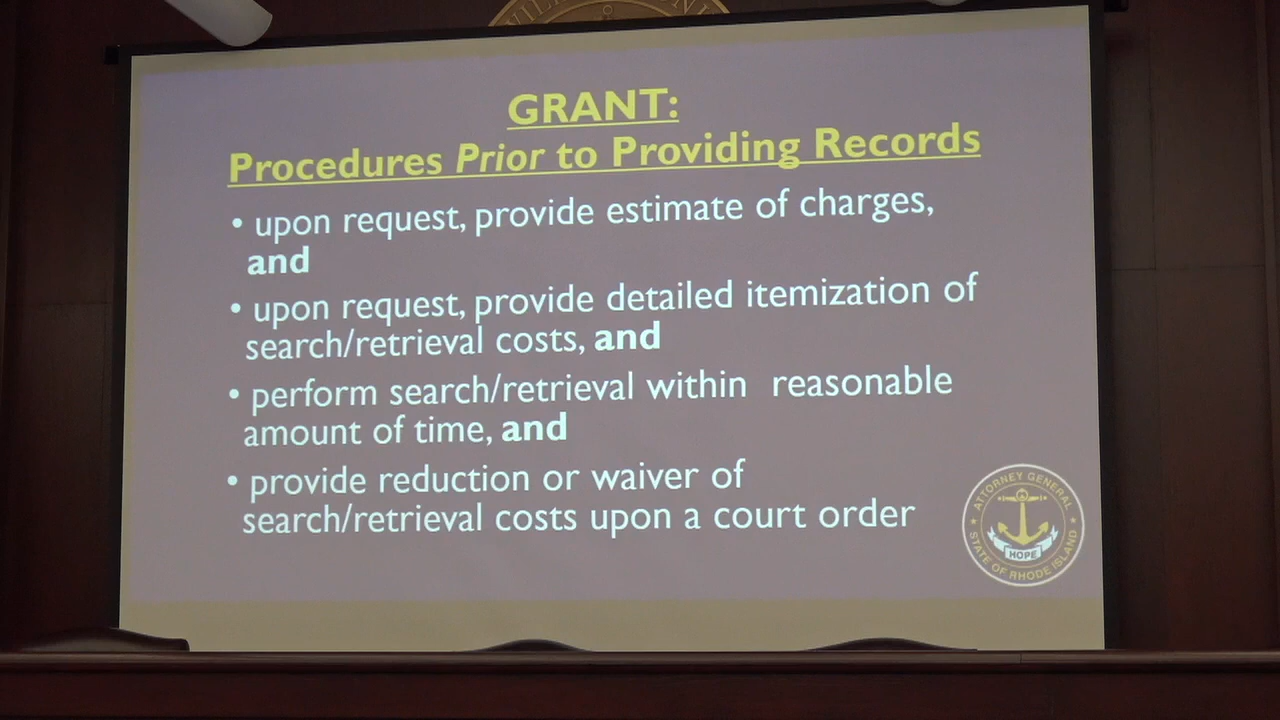 GRANT:
Procedures Prior to Providing Records
• upon request, provide estimate of charges,
and
• upon request, provide detailed itemization of
search/retrieval costs, and
• perform search/retrieval within reasonable
amount of time, and
• provide reduction or waiver of
search/retrieval costs upon a court order
ATTORNEY GENERAL
HOPE
STATE OF RHODE ISLAND